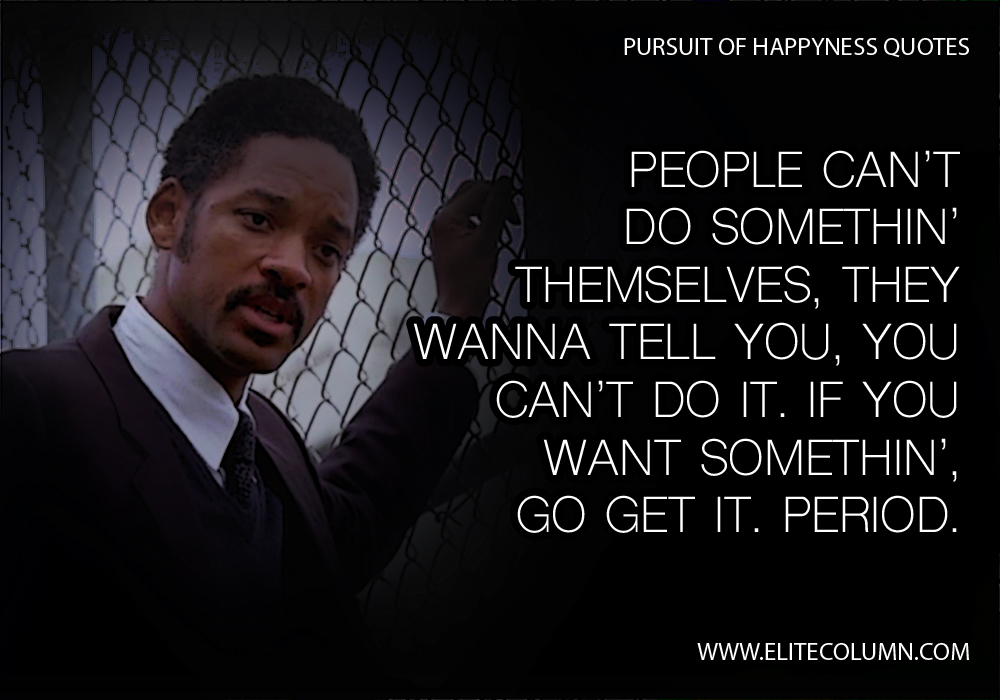 PURSUIT OF HAPPYNESS QUOTES
PEOPLE CAN'T
DO SOMETHIN'
THEMSELVES, THEY
WANNA TELL YOU, YOU
CAN'T DO IT. IF YOU
WANT SOMETHIN',
GO GET IT. PERIOD.
WWW.ELITECOLUMN.COM